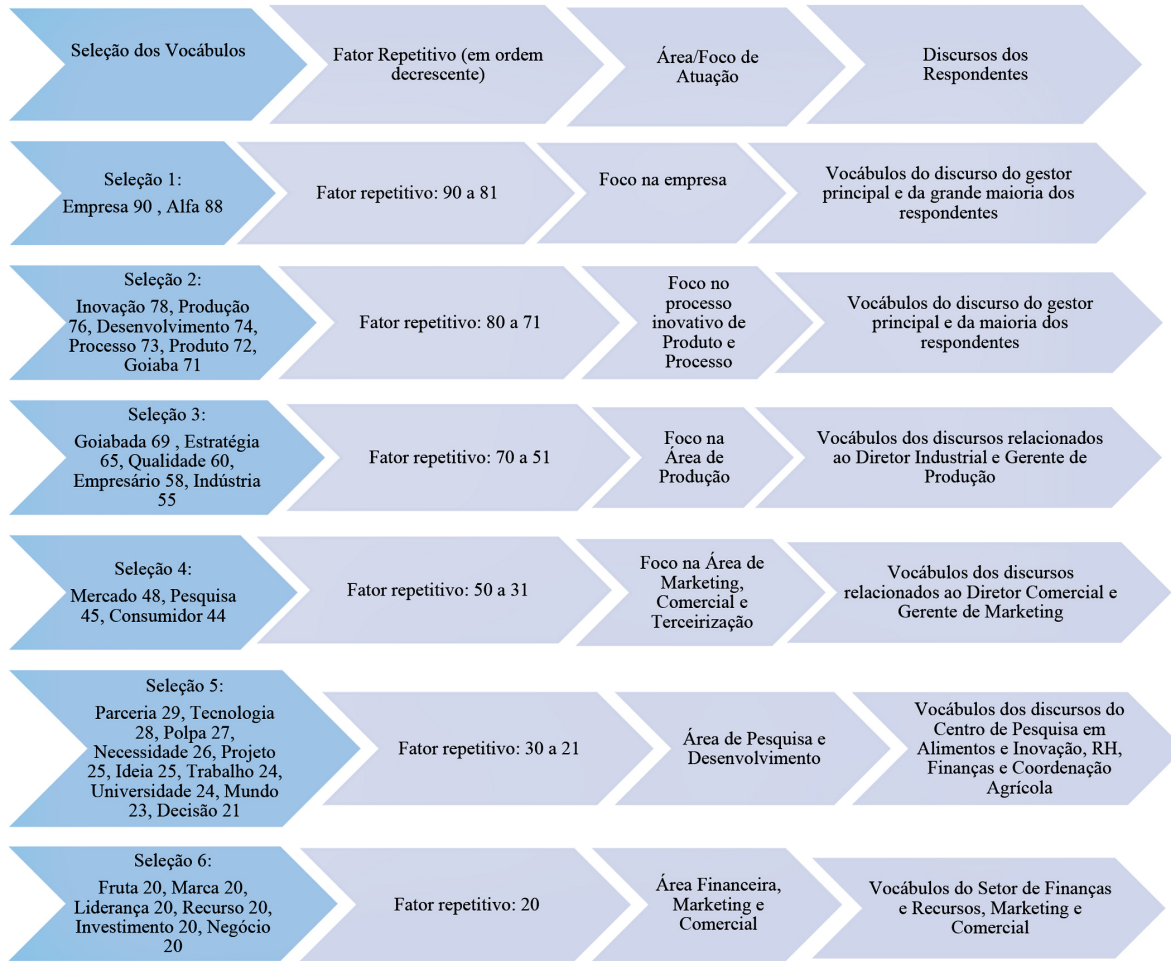 Seleção dos Vocábulos
Fator Repetitivo (em ordem
decrescente)
Área/Foco de
Atuação
Discursos dos
Respondentes
Seleção 1:
Empresa 90 , Alfa 88
Fator repetitivo: 90 a 81
Foco na empresa
Vocábulos do discurso do gestor
principal e da grande maioria dos
respondentes
Seleção 2:
Inovação 78, Produção
76, Desenvolvimento 74,
Processo 73, Produto 72,
Goiaba 71
Fator repetitivo: 80 a 71
Foco no
processo
inovativo de
Produto e
Processo
Vocábulos do discurso do gestor
principal e da maioria dos
respondentes
Seleção 3:
Goiabada 69 , Estratégia
65, Qualidade 60,
Empresário 58, Indústria
55
Fator repetitivo: 70 a 51
Foco na
Área de
Produção
Vocábulos dos discursos relacionados
ao Diretor Industrial e Gerente de
Produção
Seleção 4:
Mercado 48, Pesquisa
45, Consumidor 44
Fator repetitivo: 50 a 31
Foco na Área de
Marketing,
Comercial e
Terceirização
Vocábulos dos discursos
relacionados ao Diretor Comercial e
Gerente de Marketing
Seleção 5:
Parceria 29, Tecnologia
28, Polpa 27,
Necessidade 26, Projeto
25, Ideia 25, Trabalho 24,
Universidade 24, Mundo
23, Decisão 21
Fator repetitivo: 30 a 21
Área de Pesquisa e
Desenvolvimento
Vocábulos dos discursos do
Centro de Pesquisa em
Alimentos e Inovação, RH,
Finanças e Coordenação
Agrícola
Seleção 6:
Fruta 20, Marca 20,
Liderança 20, Recurso 20,
Investimento 20, Negócio
20
Fator repetitivo: 20
Área Financeira,
Marketing e
Comercial
Vocábulos do Setor de Finanças
e Recursos, Marketing e
Comercial